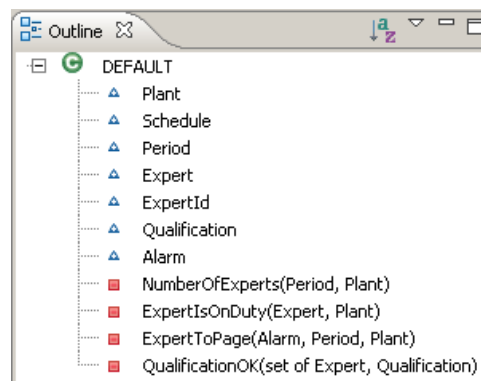 Outline
a
z
C DEFAULT
Plant
Schedule
Period
Expert
ExpertId
Qualification
Alarm
NumberOfExperts(Period, Plant)
ExpertIsOnDuty(Expert, Plant)
ExpertToPage(Alarm, Period, Plant)
QualificationOK(set of Expert, Qualification)